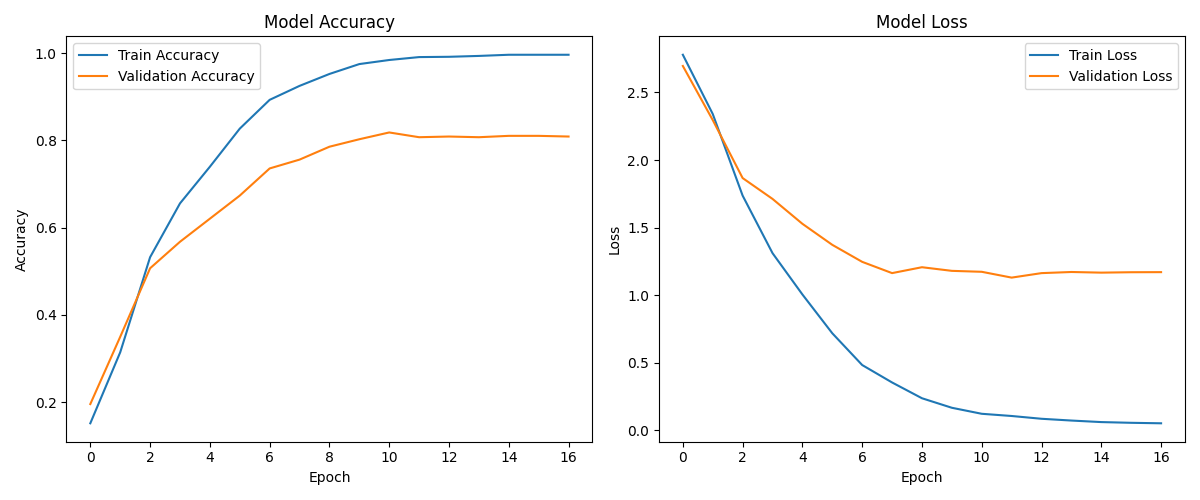 Model Accuracy
Train Accuracy
Validation Accuracy
Accuracy
1.0
0.8
0.6
0.4
0.2
0 2 4 6 8 10 12 14 16
Epoch
Model Loss
Train Loss
Validation Loss
Loss
2.5
2.0
1.5
1.0
0.5
0.0
0 2 4 6 8 10 12 14 16
Epoch